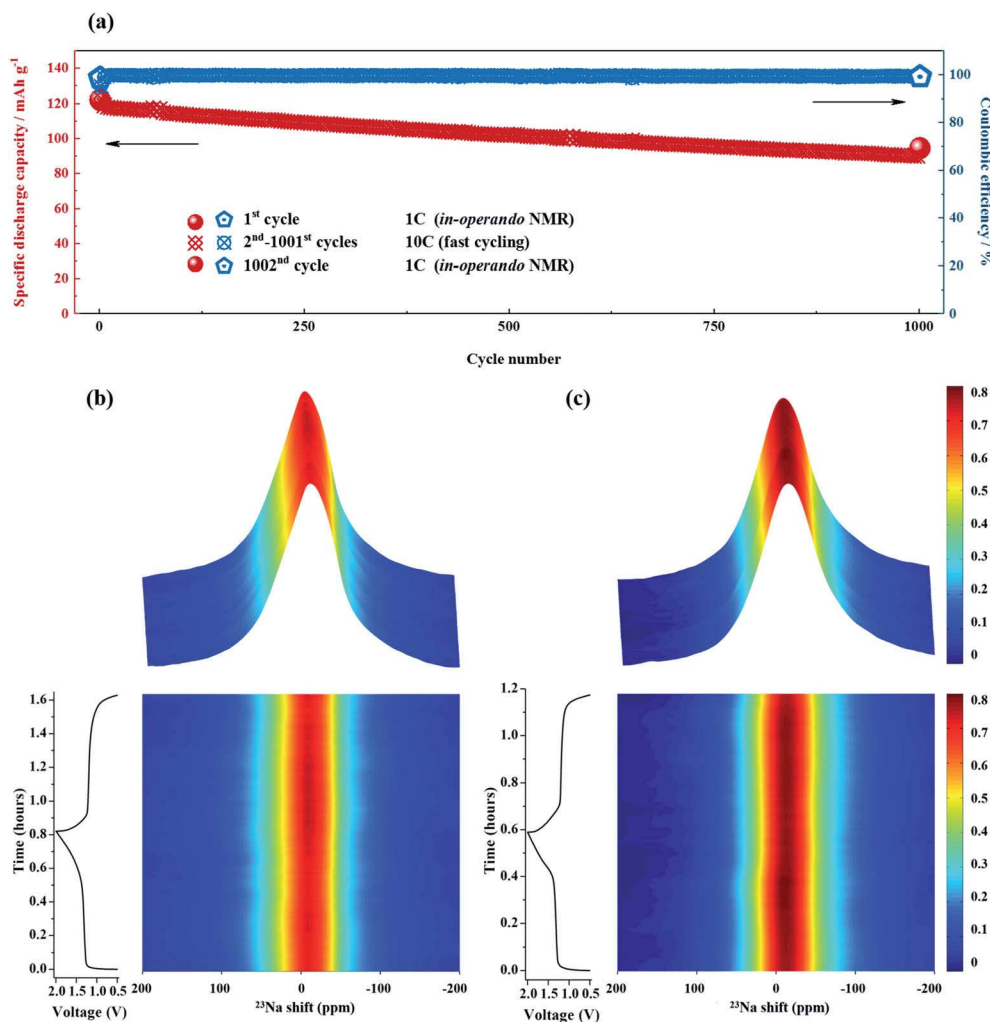 (a)
Specific discharge capacity / mAh g⁻¹
140
120
100
80
60
40
20
0
100
80
60
40
20
0
Coulombic efficiency / %
1ˢᵗ cycle 1C (in-operando NMR)
2ⁿᵈ-1001ˢᵗ cycles 10C (fast cycling)
1002ⁿᵈ cycle 1C (in-operando NMR)
0 250 500 750 1000
Cycle number
(b)
(c)
0.8
0.7
0.6
0.5
0.4
0.3
0.2
0.1
0
Time (hours)
1.6
1.4
1.2
1.0
0.8
0.6
0.4
0.2
0.0
2.0 1.5 1.0 0.5
Voltage (V)
200 100 0 -100 -200
²³Na shift (ppm)
Time (hours)
1.2
1.0
0.8
0.6
0.4
0.2
0.0
2.0 1.5 1.0 0.5
Voltage (V)
200 100 0 -100 -200
²³Na shift (ppm)
0.8
0.7
0.6
0.5
0.4
0.3
0.2
0.1
0